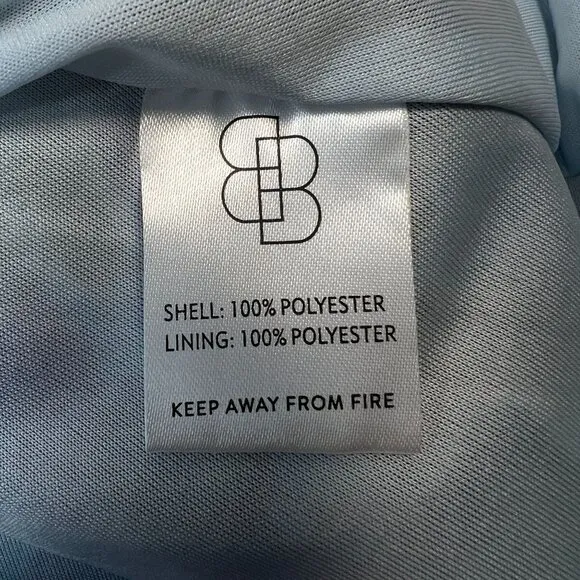 SHELL: 100% POLYESTER
LINING: 100% POLYESTER
KEEP AWAY FROM FIRE